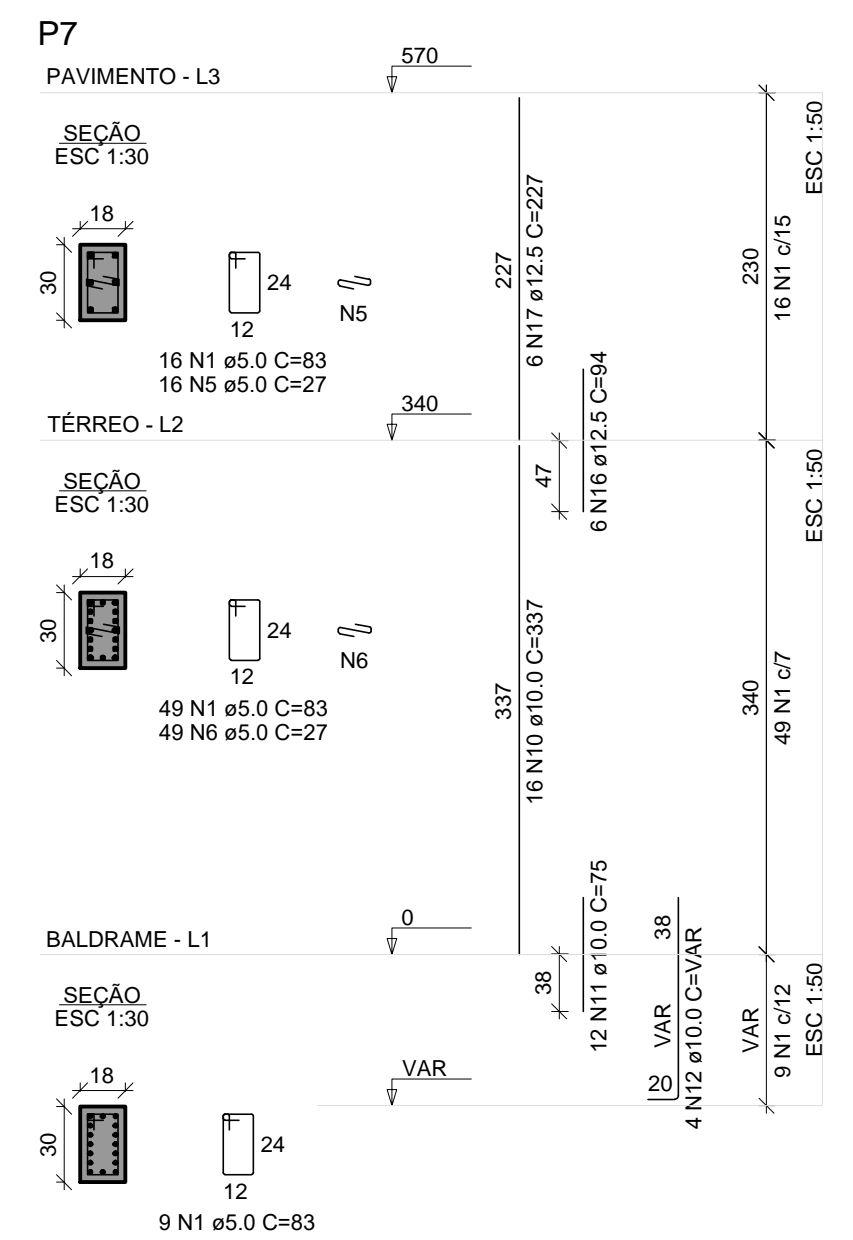 P7
PAVIMENTO - L3
570
SEÇÃO
ESC 1:30
18
30
24
12
N5
16 N1 ø5.0 C=83
16 N5 ø5.0 C=27
227
6 N17 ø12.5 C=227
230
16 N1 c/15
ESC 1:50
TÉRREO - L2
340
SEÇÃO
ESC 1:30
18
30
24
12
N6
49 N1 ø5.0 C=83
49 N6 ø5.0 C=27
47
6 N16 ø12.5 C=94
337
16 N10 ø10.0 C=337
340
49 N1 c/7
ESC 1:50
BALDRAME - L1
0
SEÇÃO
ESC 1:30
18
30
24
12
9 N1 ø5.0 C=83
VAR
38
12 N11 ø10.0 C=75
38
VAR
20
4 N12 ø10.0 C=VAR
VAR
9 N1 c/12
ESC 1:50